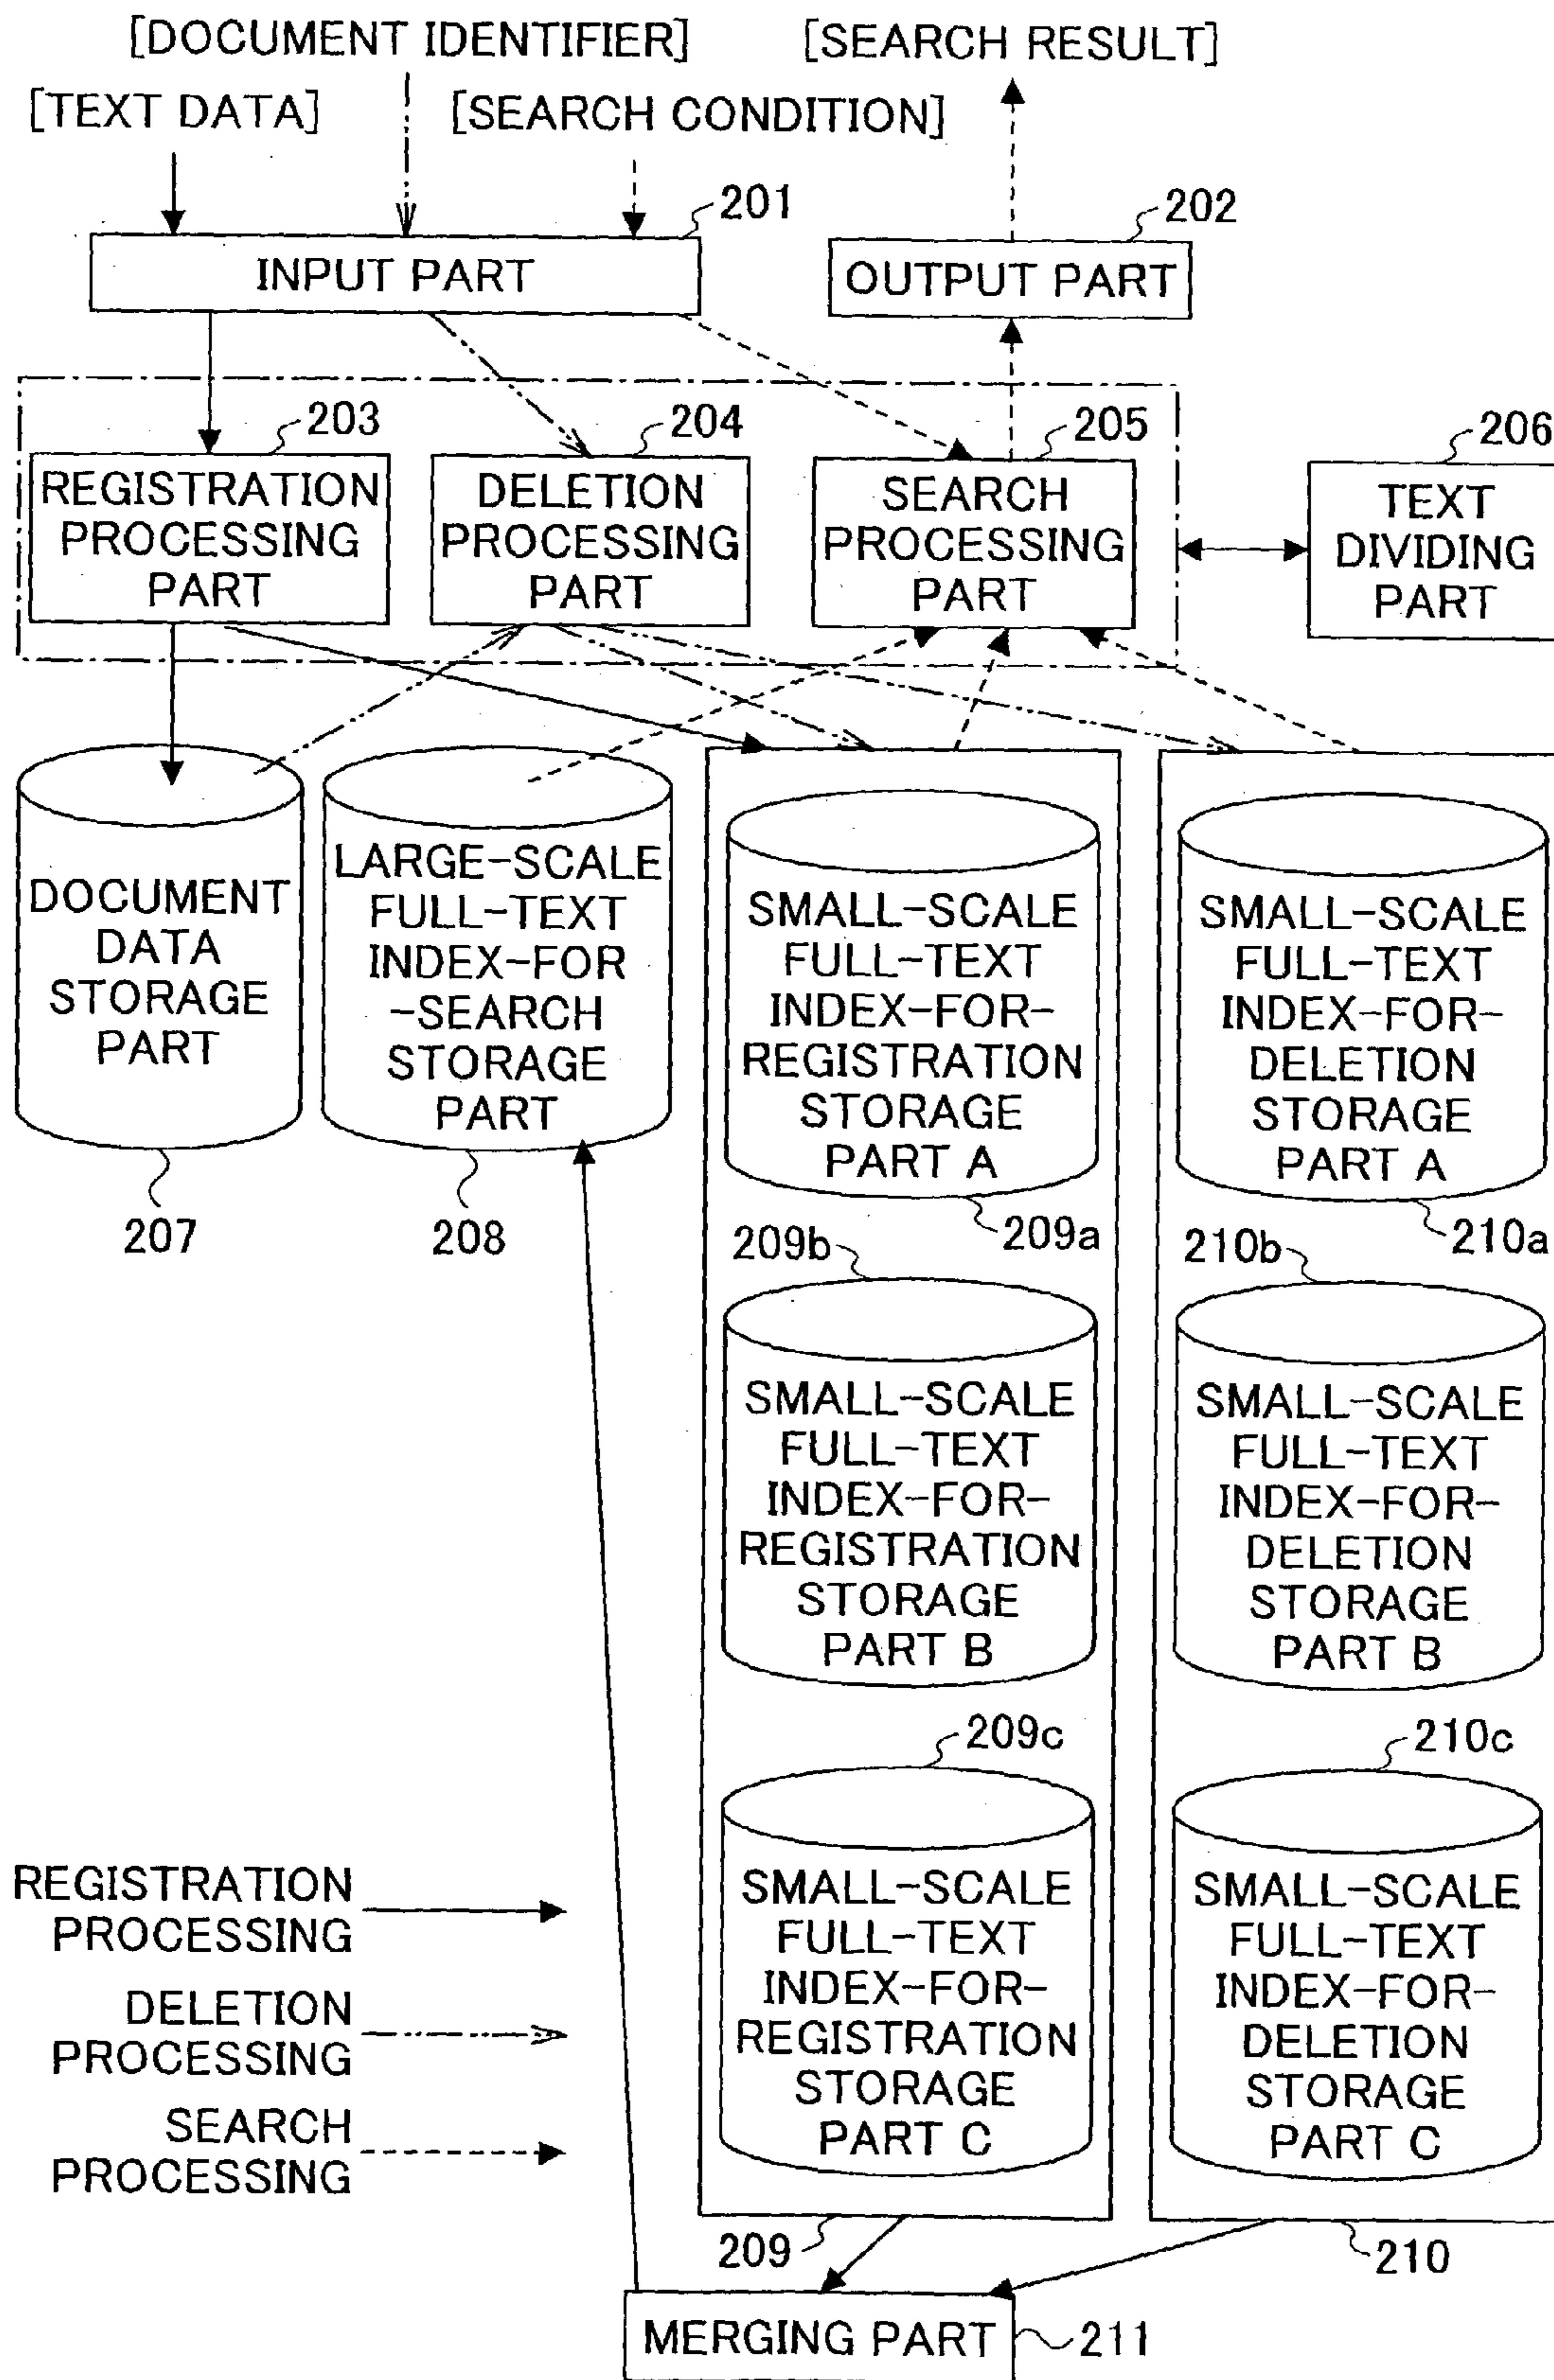 [DOCUMENT IDENTIFIER]
[SEARCH RESULT]
[TEXT DATA]
[SEARCH CONDITION]
201
202
INPUT PART
OUTPUT PART
203
204
205
206
REGISTRATION
PROCESSING
PART
DELETION
PROCESSING
PART
SEARCH
PROCESSING
PART
TEXT
DIVIDING
PART
DOCUMENT
DATA
STORAGE
PART
207
LARGE-SCALE
FULL-TEXT
INDEX-FOR
-SEARCH
STORAGE
PART
208
SMALL-SCALE
FULL-TEXT
INDEX-FOR-
REGISTRATION
STORAGE
PART A
209a
SMALL-SCALE
FULL-TEXT
INDEX-FOR-
DELETION
STORAGE
PART A
210a
209b
SMALL-SCALE
FULL-TEXT
INDEX-FOR-
REGISTRATION
STORAGE
PART B
210b
SMALL-SCALE
FULL-TEXT
INDEX-FOR-
DELETION
STORAGE
PART B
209c
SMALL-SCALE
FULL-TEXT
INDEX-FOR-
REGISTRATION
STORAGE
PART C
210c
SMALL-SCALE
FULL-TEXT
INDEX-FOR-
DELETION
STORAGE
PART C
REGISTRATION
PROCESSING
DELETION
PROCESSING
SEARCH
PROCESSING
209
210
MERGING PART
211